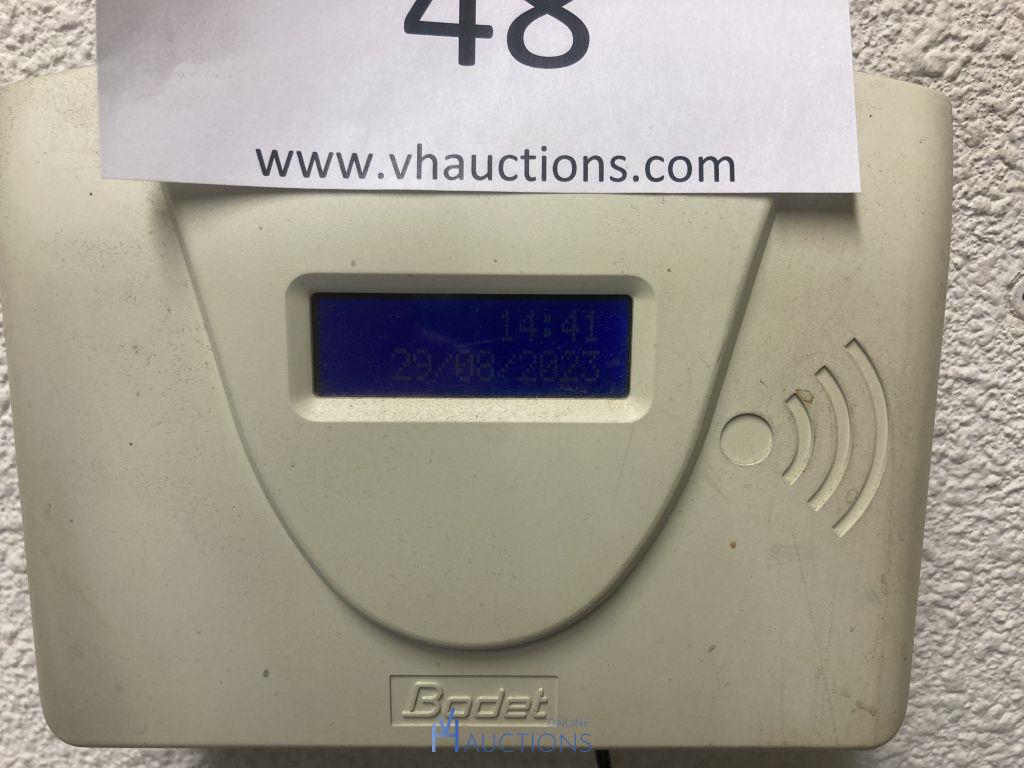 48
www.vhauctions.com
14:41
29/08/2023
Bodet
ONLINE
AUCTIONS